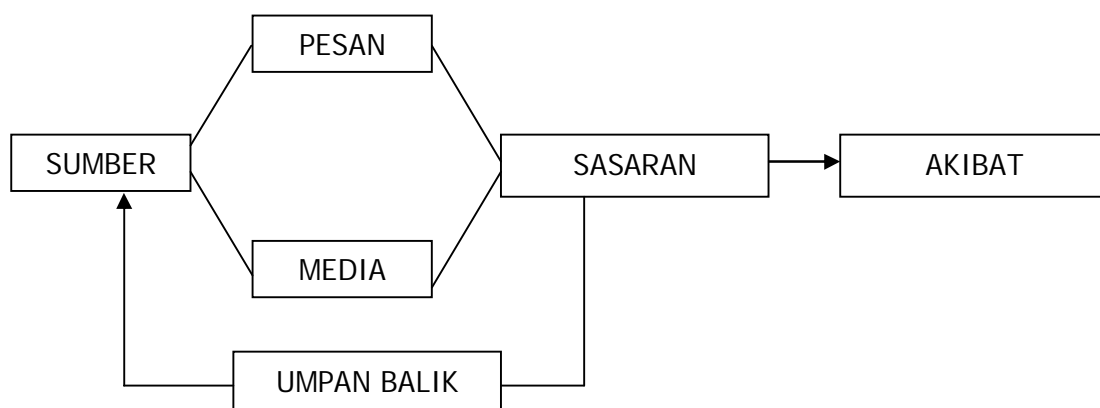 PESAN
SUMBER
SASARAN
AKIBAT
MEDIA
UMPAN BALIK